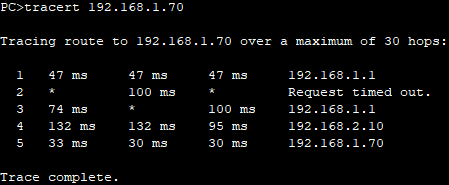 PC>tracert 192.168.1.70
Tracing route to 192.168.1.70 over a maximum of 30 hops:
1 47 ms 47 ms 47 ms 192.168.1.1
2 * 100 ms * Request timed out.
3 74 ms * 100 ms 192.168.1.1
4 132 ms 132 ms 95 ms 192.168.2.10
5 33 ms 30 ms 30 ms 192.168.1.70
Trace complete.